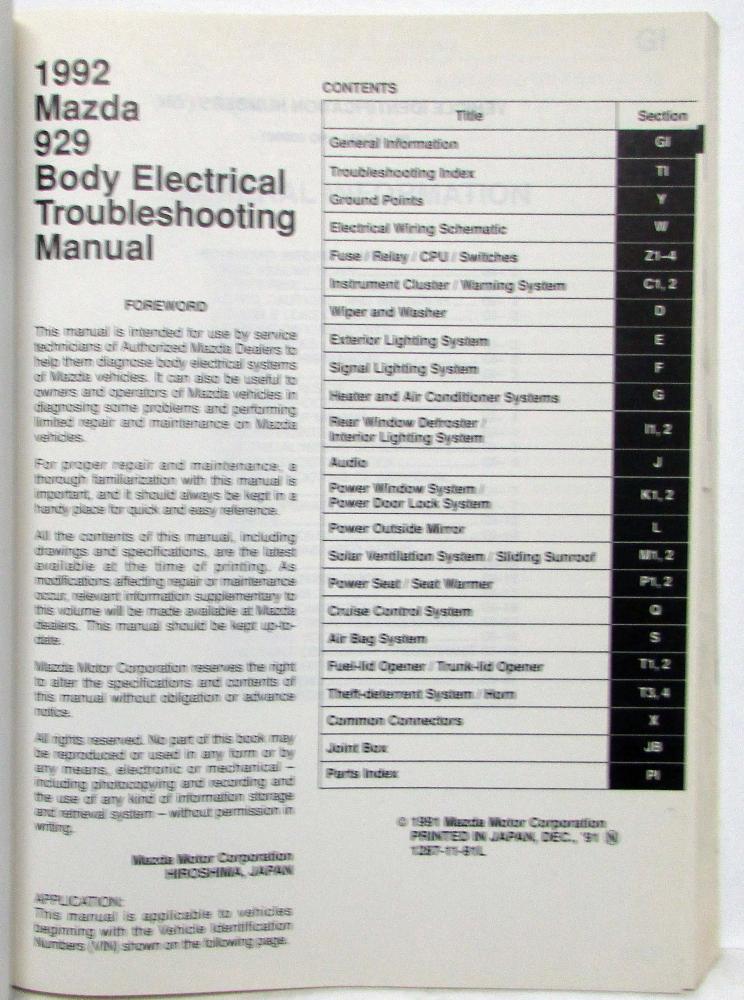 1992
Mazda
929
Body Electrical
Troubleshooting
Manual
FOREWORD
This manual is intended for use by service
technicians of Authorized Mazda Dealers to
help them diagnose body electrical systems
of Mazda vehicles. It can also be useful to
owners and operators of Mazda vehicles in
diagnosing some problems and performing
limited repair and maintenance on Mazda
vehicles.
For proper repair and maintenance, a
thorough familiarization with this manual is
important, and it should always be kept in a
handy place for quick and easy reference.
All the contents of this manual, including
drawings and specifications, are the latest
available at the time of printing. As
modifications affecting repair or maintenance
occur, relevant information supplementary to
this volume will be made available at Mazda
dealers. This manual should be kept up-to-
date.
Mazda Motor Corporation reserves the right
to alter the specifications and contents of
this manual without obligation or advance
notice.
All rights reserved. No part of this book may
be reproduced or used in any form or by
any means, electronic or mechanical –
including photocopying and recording and
the use of any kind of information storage
and retrieval system – without permission in
writing.
Mazda Motor Corporation
HIROSHIMA, JAPAN
APPLICATION:
This manual is applicable to vehicles
beginning with the Vehicle Identification
Numbers (VIN) shown on the following page.
CONTENTS
Title Section
General Information GI
Troubleshooting Index TI
Ground Points Y
Electrical Wiring Schematic W
Fuse / Relay / CPU / Switches Z1–4
Instrument Cluster / Warning System C1, 2
Wiper and Washer D
Exterior Lighting System E
Signal Lighting System F
Heater and Air Conditioner Systems G
Rear Window Defroster /
Interior Lighting System I1, 2
Audio J
Power Window System /
Power Door Lock System K1, 2
Power Outside Mirror L
Solar Ventilation System / Sliding Sunroof M1, 2
Power Seat / Seat Warmer P1, 2
Cruise Control System Q
Air Bag System S
Fuel-lid Opener / Trunk-lid Opener T1, 2
Theft-deterrent System / Horn T3, 4
Common Connectors X
Joint Box JB
Parts Index PI
© 1991 Mazda Motor Corporation
PRINTED IN JAPAN, DEC., '91 Ⓝ
1287-11-91L